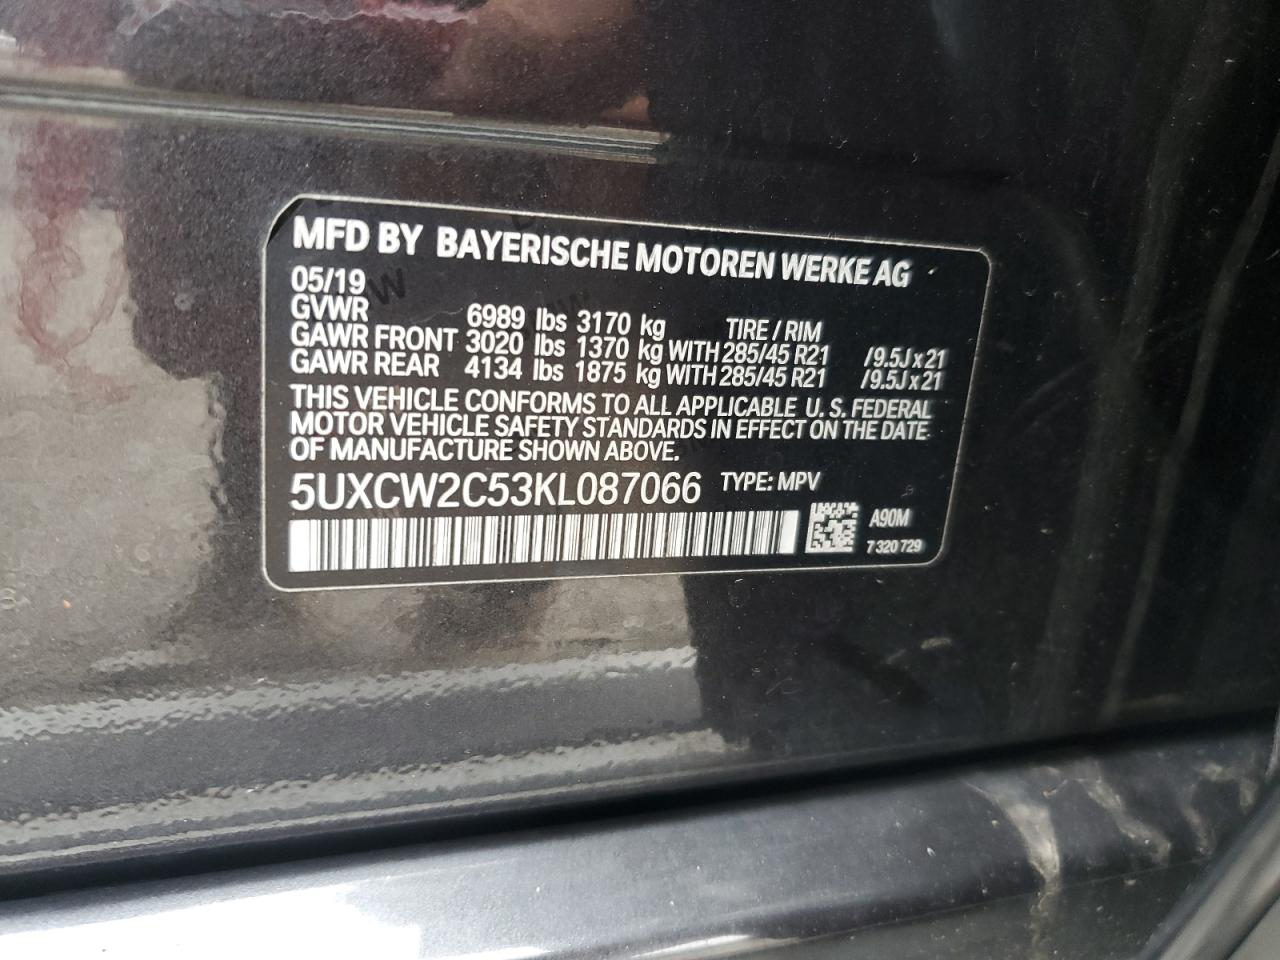 MFD BY BAYERISCHE MOTOREN WERKE AG
05/19
GVWR 6989 lbs 3170 kg TIRE / RIM
GAWR FRONT 3020 lbs 1370 kg WITH 285/45 R21 /9.5J x 21
GAWR REAR 4134 lbs 1875 kg WITH 285/45 R21 /9.5J x 21
THIS VEHICLE CONFORMS TO ALL APPLICABLE U. S. FEDERAL
MOTOR VEHICLE SAFETY STANDARDS IN EFFECT ON THE DATE
OF MANUFACTURE SHOWN ABOVE.
5UXCW2C53KL087066 TYPE: MPV
A90M
7 320 729